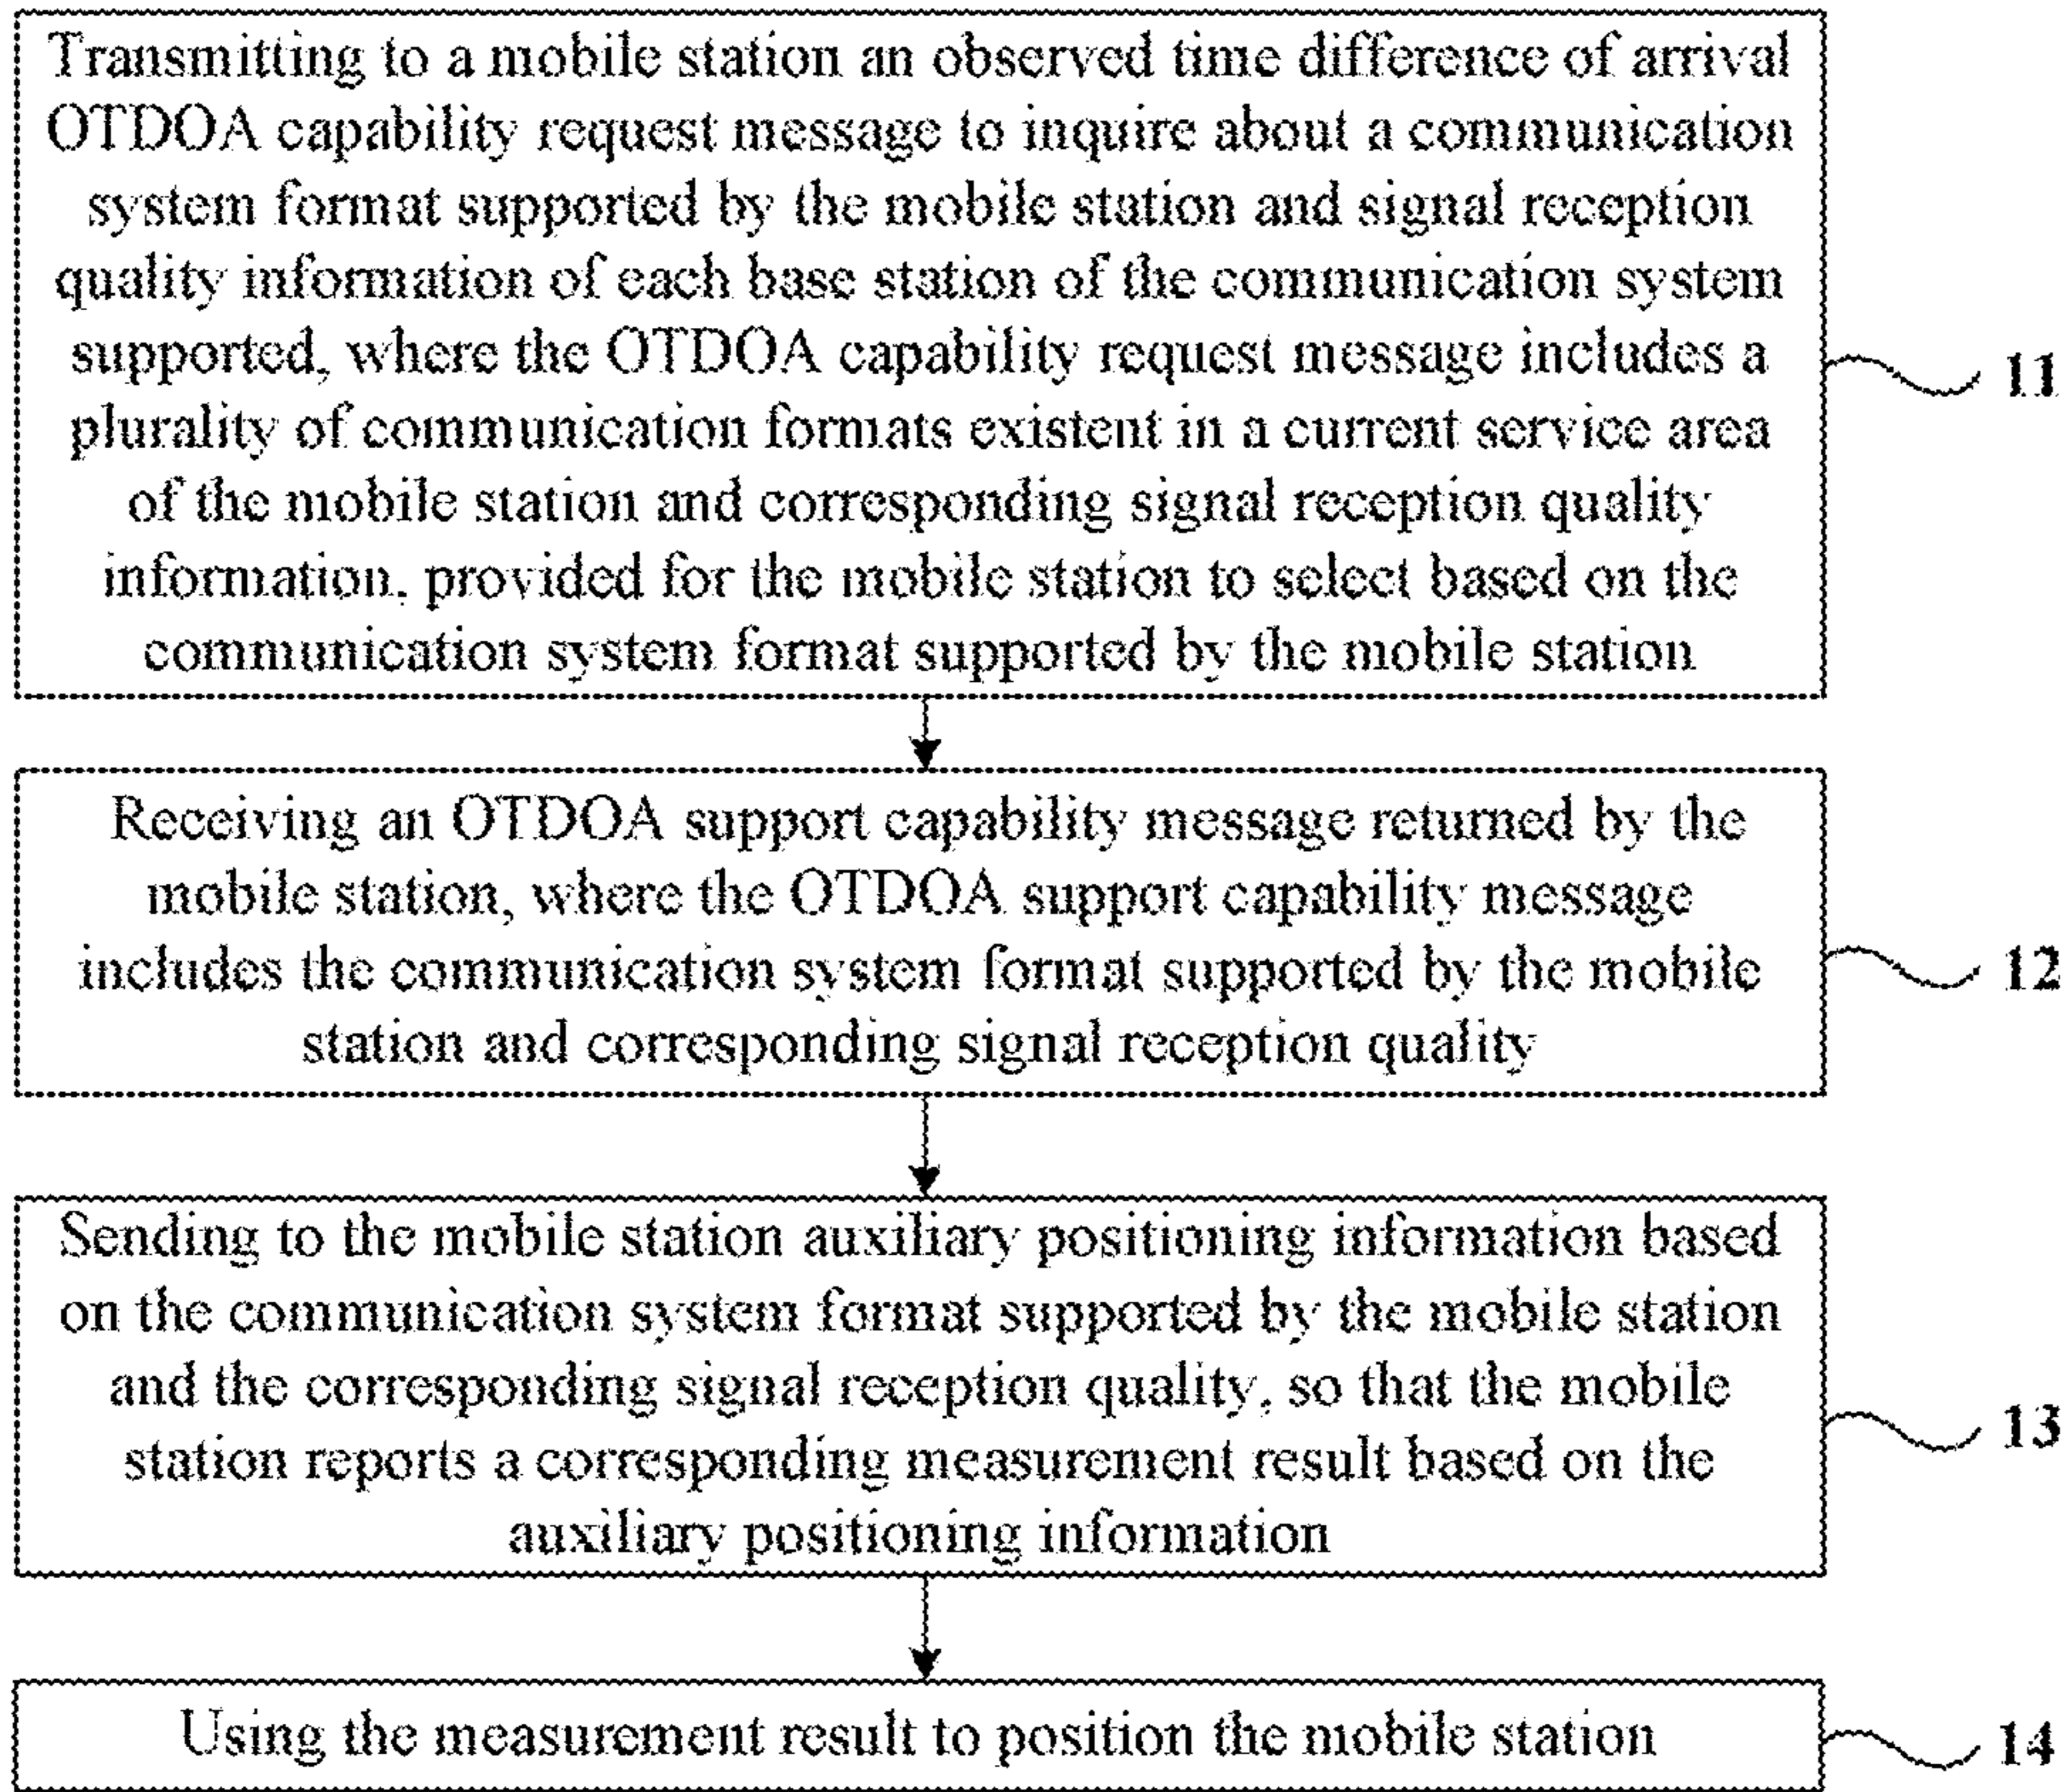 Transmitting to a mobile station an observed time difference of arrival
OTDOA capability request message to inquire about a communication
system format supported by the mobile station and signal reception
quality information of each base station of the communication system
supported, where the OTDOA capability request message includes a
plurality of communication formats existent in a current service area
of the mobile station and corresponding signal reception quality
information, provided for the mobile station to select based on the
communication system format supported by the mobile station
11
Receiving an OTDOA support capability message returned by the
mobile station, where the OTDOA support capability message
includes the communication system format supported by the mobile
station and corresponding signal reception quality
12
Sending to the mobile station auxiliary positioning information based
on the communication system format supported by the mobile station
and the corresponding signal reception quality, so that the mobile
station reports a corresponding measurement result based on the
auxiliary positioning information
13
Using the measurement result to position the mobile station
14